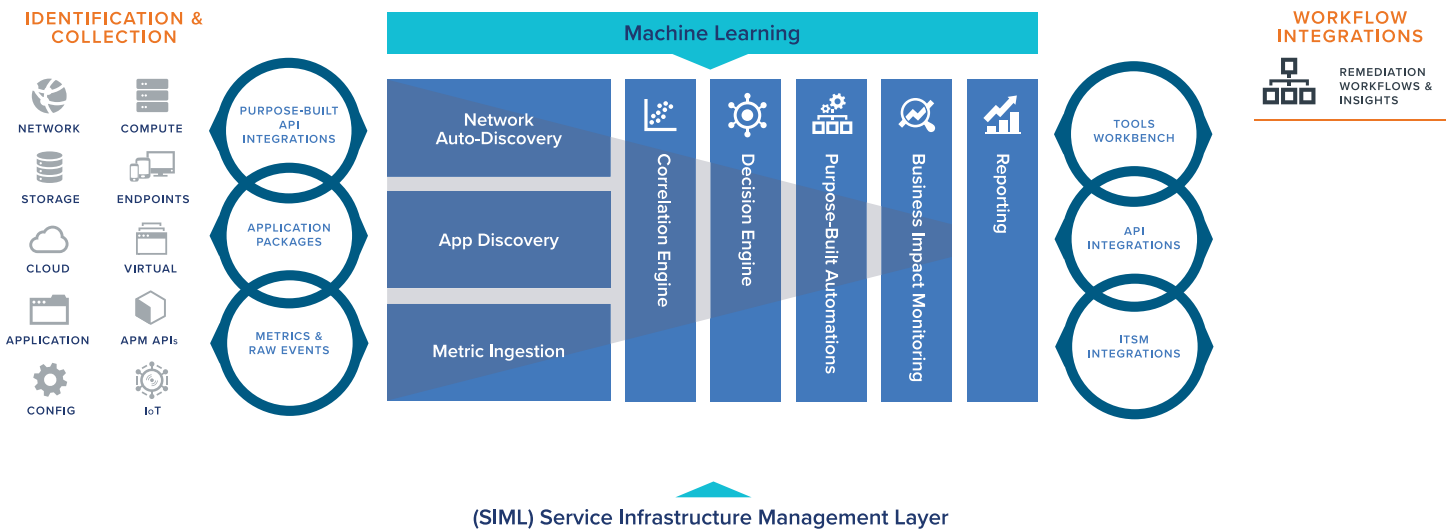 IDENTIFICATION &
COLLECTION
NETWORK
COMPUTE
STORAGE
ENDPOINTS
CLOUD
VIRTUAL
APPLICATION
APM APIs
CONFIG
IoT
PURPOSE-BUILT
API
INTEGRATIONS
APPLICATION
PACKAGES
METRICS &
RAW EVENTS
Machine Learning
Network
Auto-Discovery
App Discovery
Metric Ingestion
Correlation Engine
Decision Engine
Purpose-Built Automations
Business Impact Monitoring
Reporting
TOOLS
WORKBENCH
API
INTEGRATIONS
ITSM
INTEGRATIONS
WORKFLOW
INTEGRATIONS
REMEDIATION
WORKFLOWS &
INSIGHTS
(SIML) Service Infrastructure Management Layer